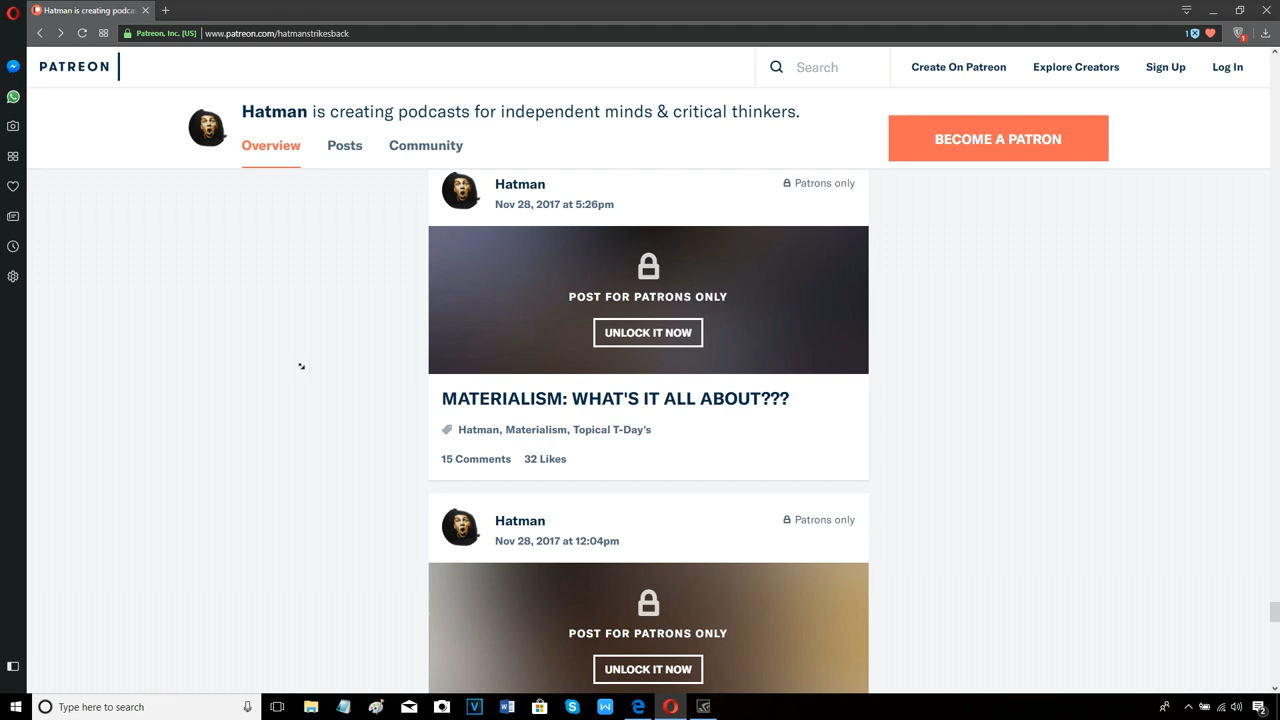 Hatman is creating podca
Patreon, Inc. [US]
www.patreon.com/hatmanstrikesback
1
1
PATREON
Search
Create On Patreon
Explore Creators
Sign Up
Log In
Hatman is creating podcasts for independent minds & critical thinkers.
Overview
Posts
Community
BECOME A PATRON
Hatman
Patrons only
Nov 28, 2017 at 5:26pm
POST FOR PATRONS ONLY
UNLOCK IT NOW
MATERIALISM: WHAT'S IT ALL ABOUT???
Hatman, Materialism, Topical T-Day's
15 Comments 32 Likes
Hatman
Patrons only
Nov 28, 2017 at 12:04pm
POST FOR PATRONS ONLY
UNLOCK IT NOW
Type here to search
2